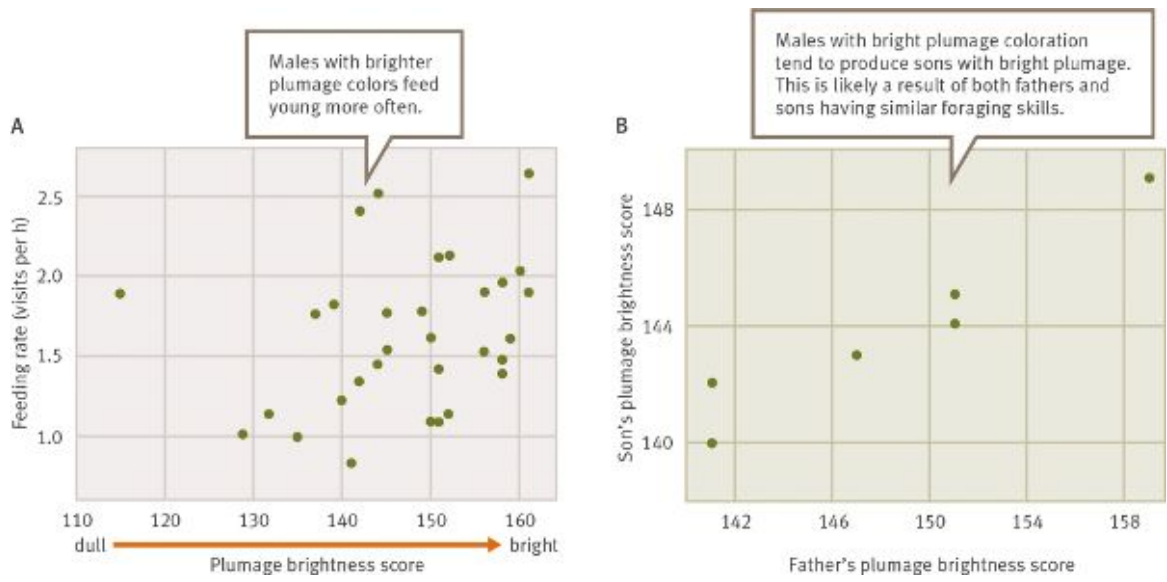 Males with brighter
plumage colors feed
young more often.
A
Feeding rate (visits per h)
2.5
2.0
1.5
1.0
110 120 130 140 150 160
dull bright
Plumage brightness score
Males with bright plumage coloration
tend to produce sons with bright plumage.
This is likely a result of both fathers and
sons having similar foraging skills.
B
Son's plumage brightness score
148
144
140
142 146 150 154 158
Father's plumage brightness score